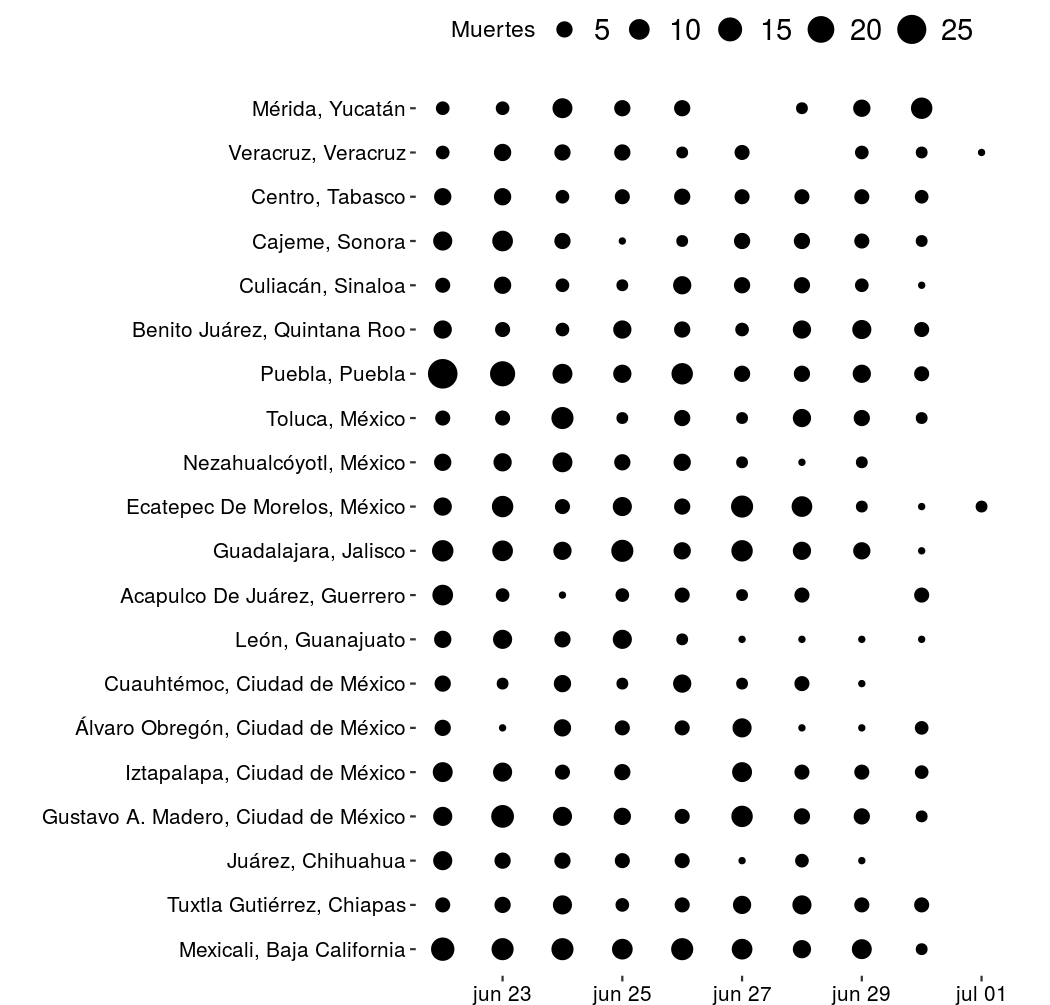 Muertes 5 10 15 20 25
Mérida, Yucatán
Veracruz, Veracruz
Centro, Tabasco
Cajeme, Sonora
Culiacán, Sinaloa
Benito Juárez, Quintana Roo
Puebla, Puebla
Toluca, México
Nezahualcóyotl, México
Ecatepec De Morelos, México
Guadalajara, Jalisco
Acapulco De Juárez, Guerrero
León, Guanajuato
Cuauhtémoc, Ciudad de México
Álvaro Obregón, Ciudad de México
Iztapalapa, Ciudad de México
Gustavo A. Madero, Ciudad de México
Juárez, Chihuahua
Tuxtla Gutiérrez, Chiapas
Mexicali, Baja California
jun 23 jun 25 jun 27 jun 29 jul 01